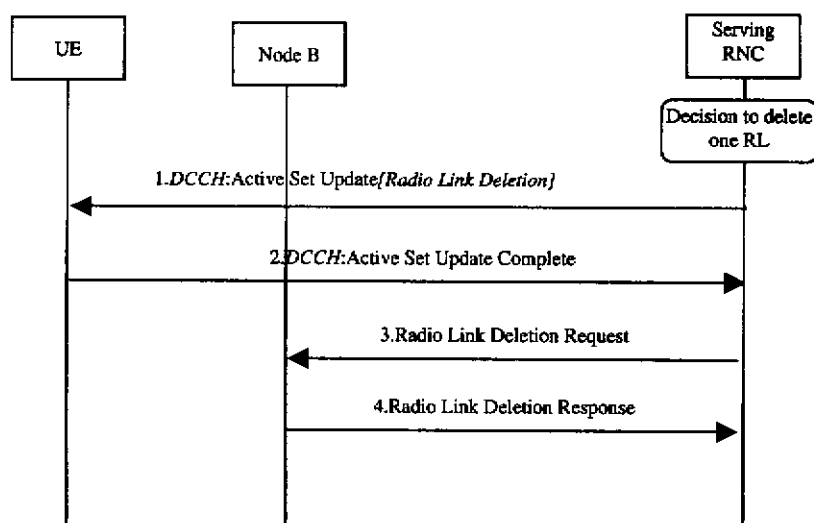 UE
Node B
Serving
RNC
Decision to delete
one RL
1.DCCH:Active Set Update[Radio Link Deletion]
2.DCCH:Active Set Update Complete
3.Radio Link Deletion Request
4.Radio Link Deletion Response